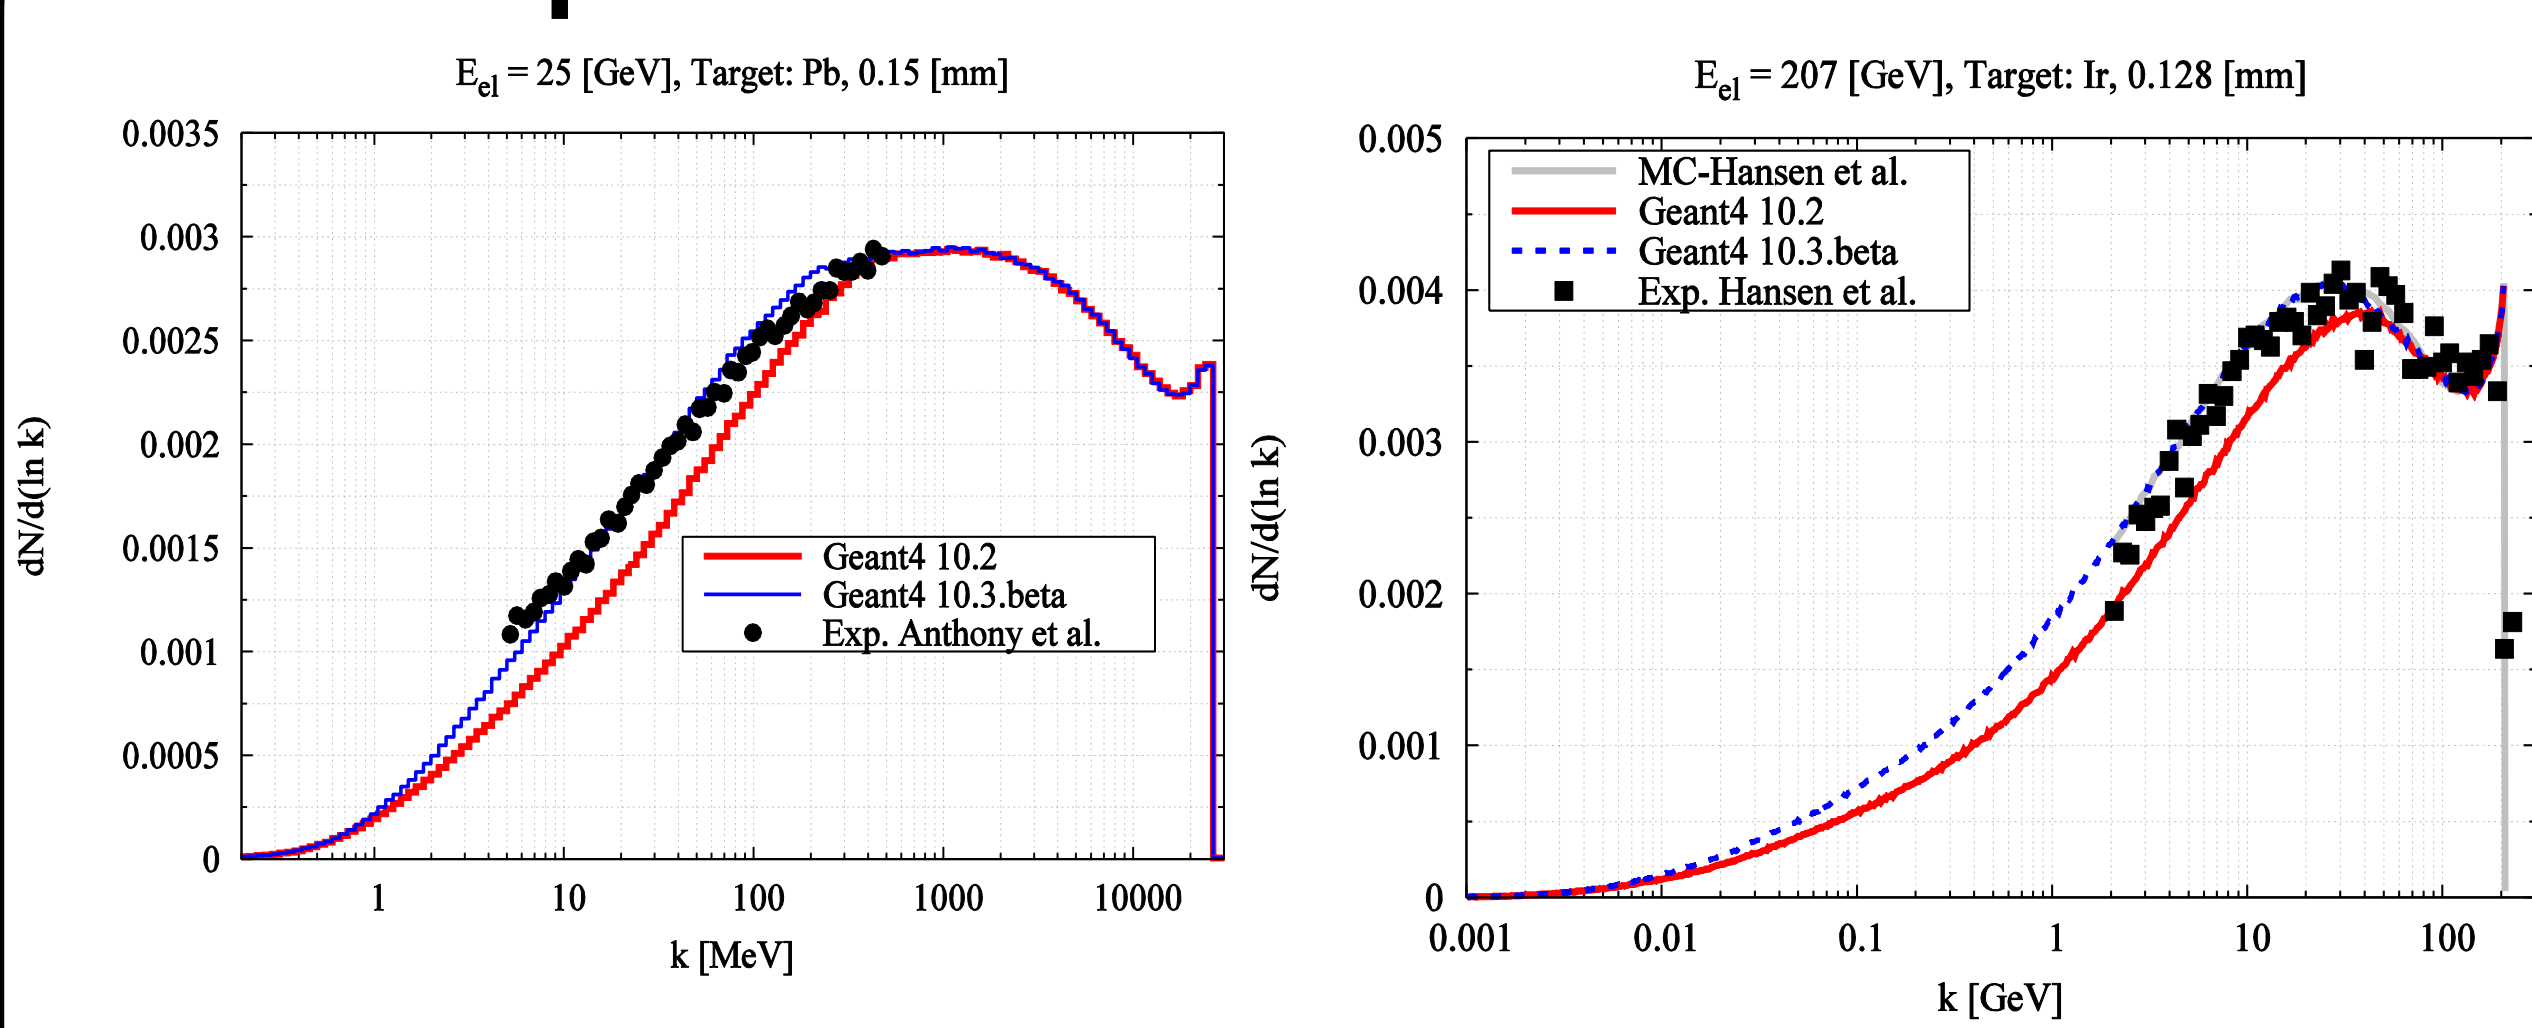 E_el = 25 [GeV], Target: Pb, 0.15 [mm]
0.0035
0.003
0.0025
0.002
0.0015
0.001
0.0005
0
dN/d(ln k)
Geant4 10.2
Geant4 10.3.beta
Exp. Anthony et al.
1 10 100 1000 10000
k [MeV]
E_el = 207 [GeV], Target: Ir, 0.128 [mm]
0.005
0.004
0.003
0.002
0.001
0
dN/d(ln k)
MC-Hansen et al.
Geant4 10.2
Geant4 10.3.beta
Exp. Hansen et al.
0.001 0.01 0.1 1 10 100
k [GeV]